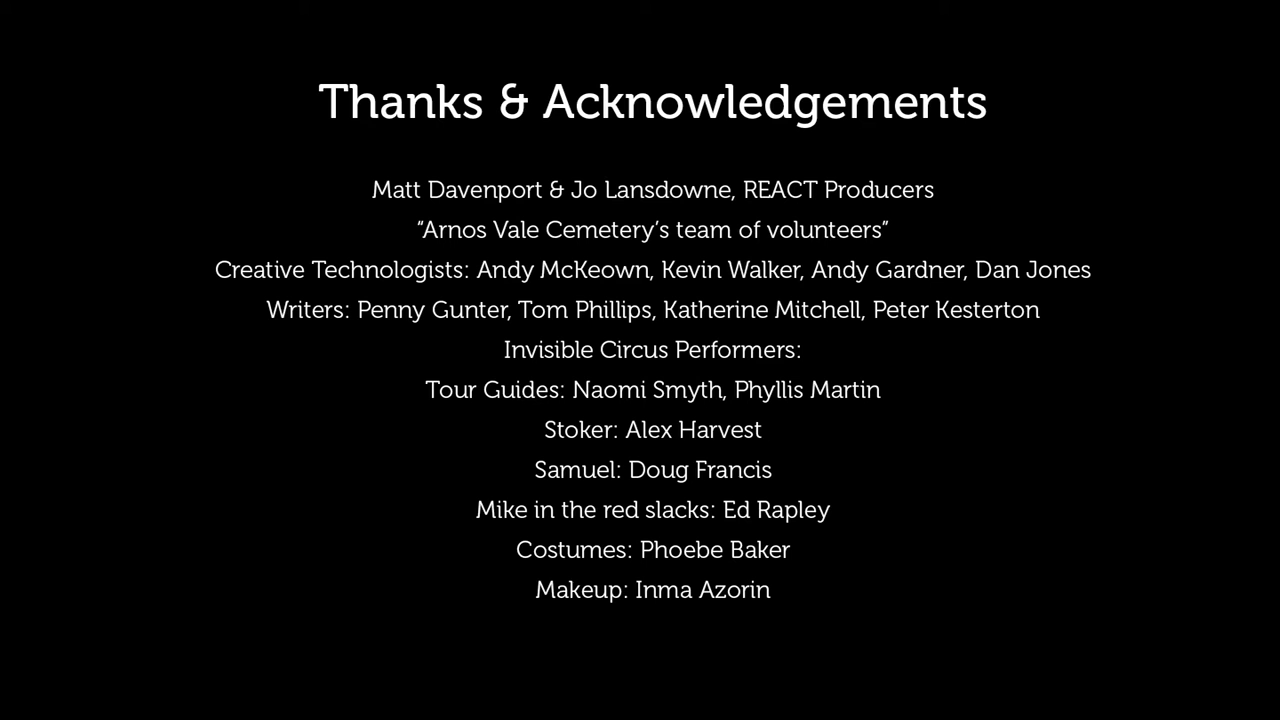 Thanks & Acknowledgements
Matt Davenport & Jo Lansdowne, REACT Producers
“Arnos Vale Cemetery’s team of volunteers”
Creative Technologists: Andy McKeown, Kevin Walker, Andy Gardner, Dan Jones
Writers: Penny Gunter, Tom Phillips, Katherine Mitchell, Peter Kesterton
Invisible Circus Performers:
Tour Guides: Naomi Smyth, Phyllis Martin
Stoker: Alex Harvest
Samuel: Doug Francis
Mike in the red slacks: Ed Rapley
Costumes: Phoebe Baker
Makeup: Inma Azorin